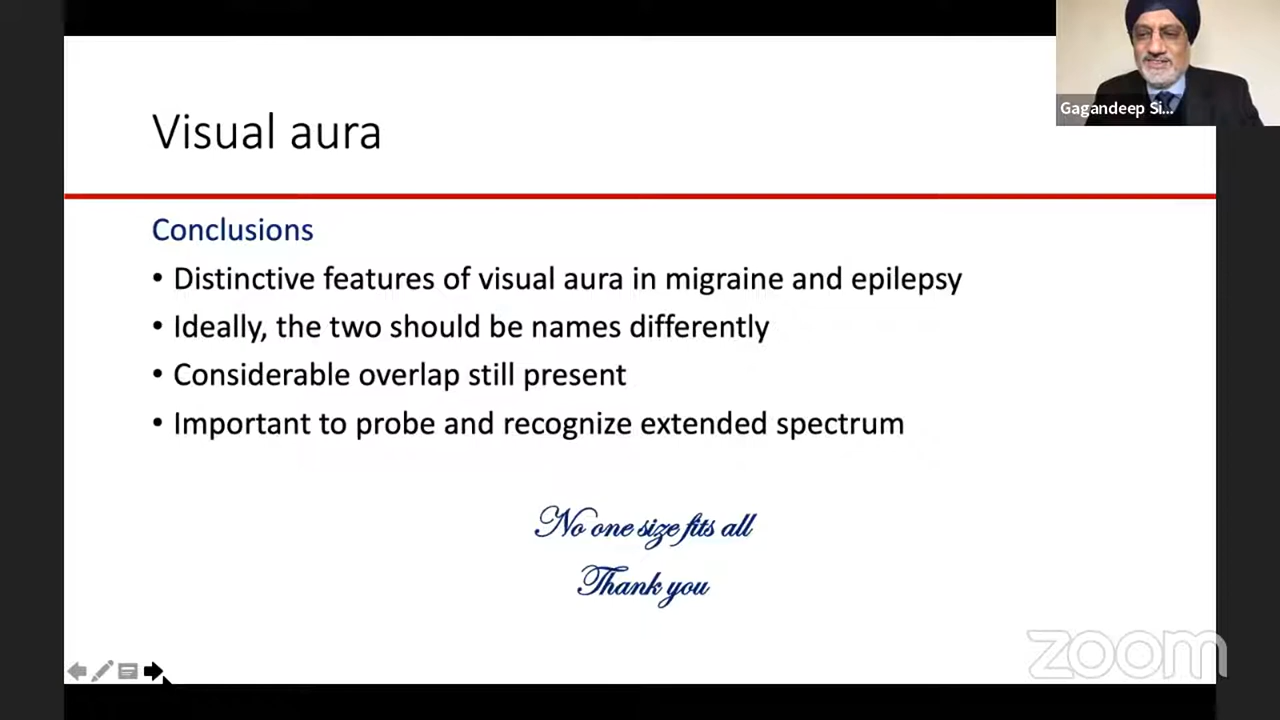 Gagandeep Si...
Visual aura
Conclusions
• Distinctive features of visual aura in migraine and epilepsy
• Ideally, the two should be names differently
• Considerable overlap still present
• Important to probe and recognize extended spectrum
No one size fits all
Thank you
zoom